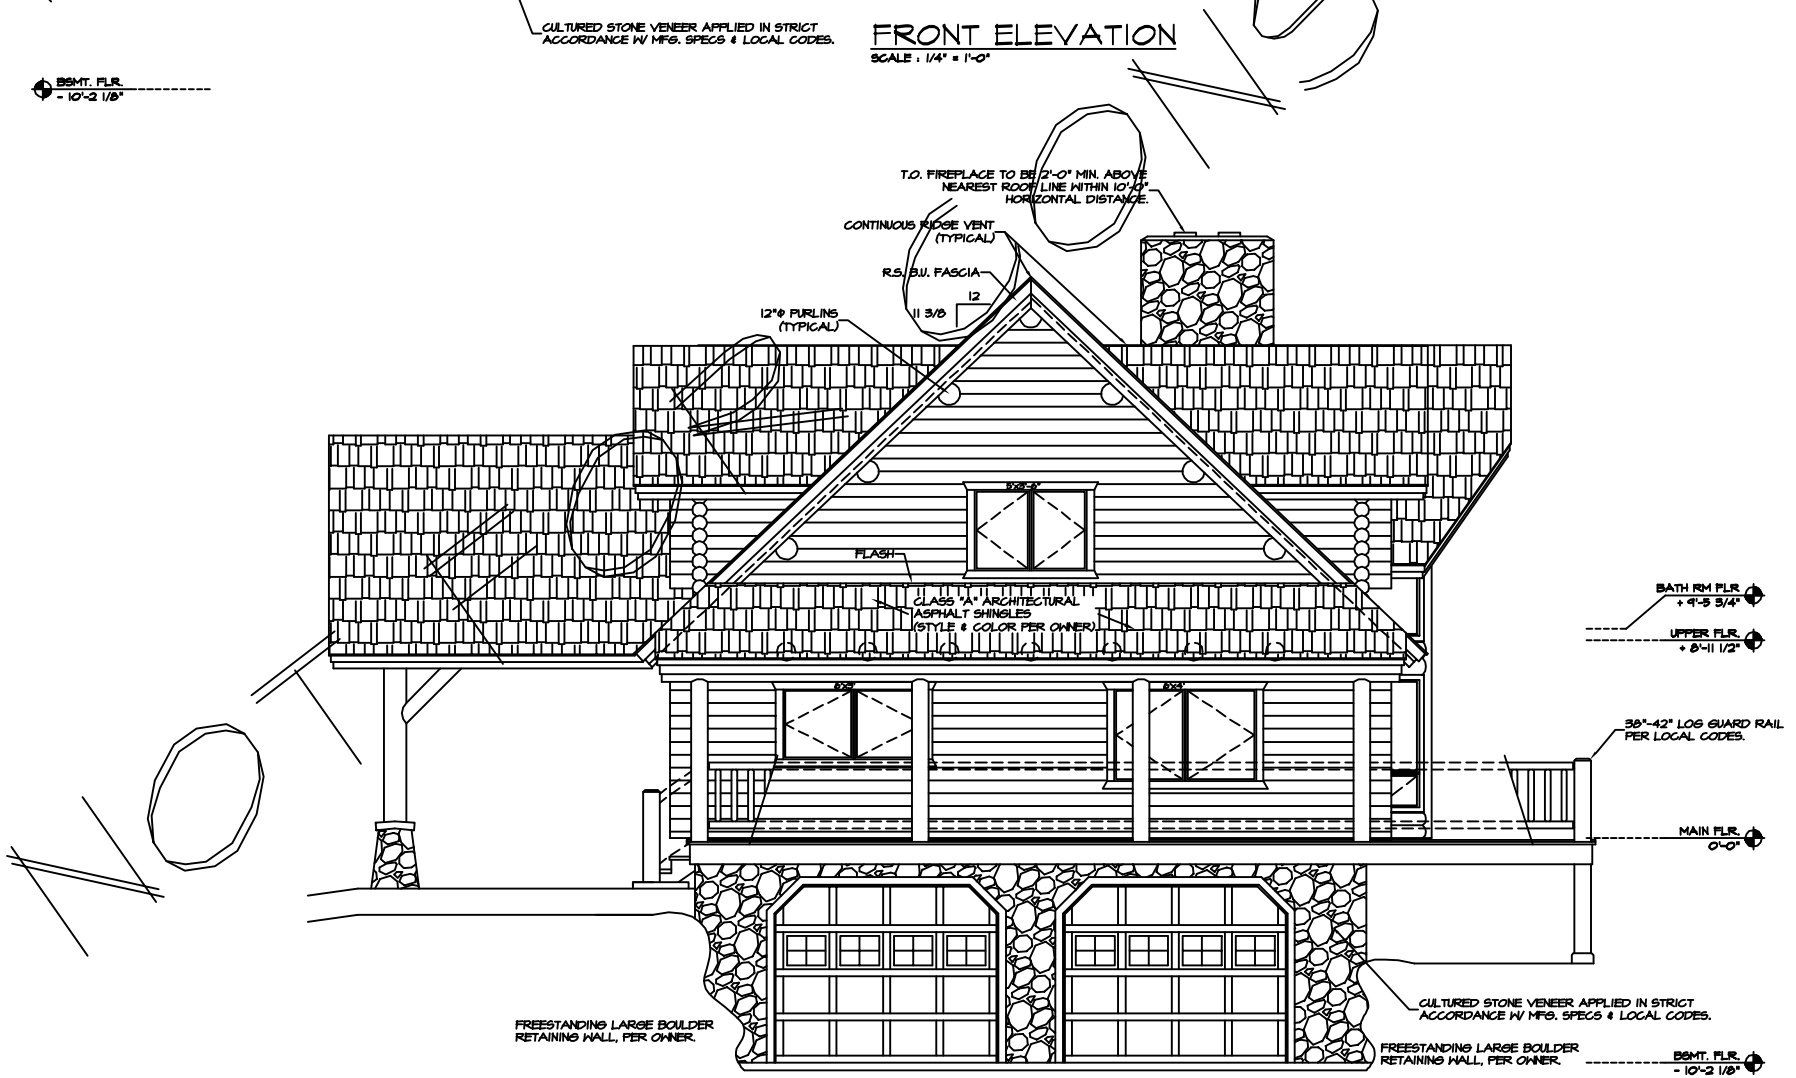 CULTURED STONE VENEER APPLIED IN STRICT
ACCORDANCE W/ MFG. SPECS & LOCAL CODES.
FRONT ELEVATION
SCALE : 1/4" = 1'-0"
BSMT. FLR.
- 10'-2 1/8"
T.O. FIREPLACE TO BE 2'-0" MIN. ABOVE
NEAREST ROOF LINE WITHIN 10'-0"
HORIZONTAL DISTANCE.
CONTINUOUS RIDGE VENT
(TYPICAL)
R.S. B.U. FASCIA
12
11 3/8
12"Φ PURLINS
(TYPICAL)
FLASH
CLASS "A" ARCHITECTURAL
ASPHALT SHINGLES
(STYLE & COLOR PER OWNER)
BATH RM FLR
+ 9'-5 3/4"
UPPER FLR.
+ 8'-11 1/2"
38"-42" LOG GUARD RAIL
PER LOCAL CODES.
MAIN FLR.
0'-0"
CULTURED STONE VENEER APPLIED IN STRICT
ACCORDANCE W/ MFG. SPECS & LOCAL CODES.
FREESTANDING LARGE BOULDER
RETAINING WALL, PER OWNER.
FREESTANDING LARGE BOULDER
RETAINING WALL, PER OWNER.
BSMT. FLR.
- 10'-2 1/8"